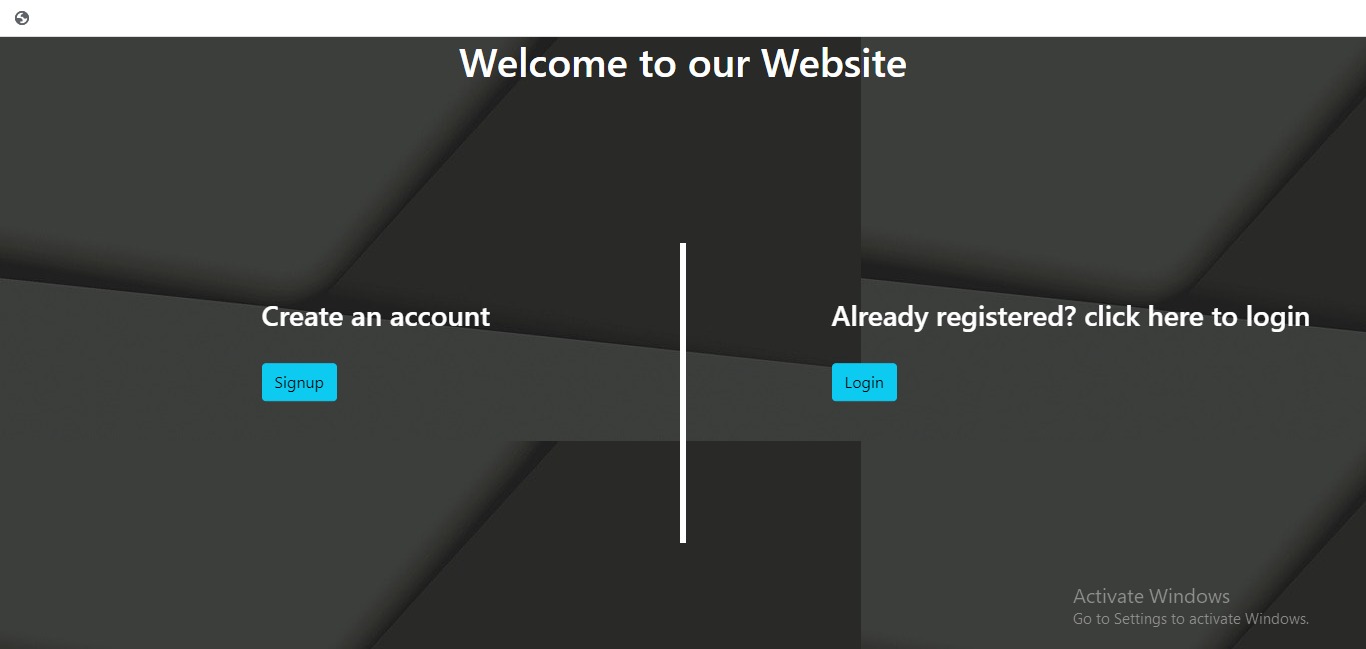 Welcome to our Website
Create an account
Signup
Already registered? click here to login
Login
Activate Windows
Go to Settings to activate Windows.